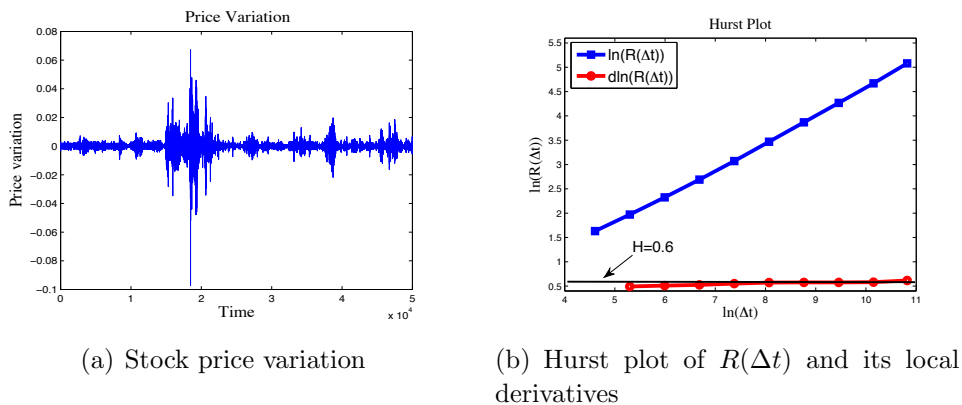 Price Variation
0.08
0.06
0.04
0.02
0
−0.02
−0.04
−0.06
−0.08
−0.1
Price variation
0 1 2 3 4 5
x 10⁴
Time
(a) Stock price variation
Hurst Plot
ln(R(Δt))
dln(R(Δt))
5.5
5
4.5
4
3.5
3
2.5
2
1.5
1
0.5
ln(R(Δt))
H=0.6
4 5 6 7 8 9 10 11
ln(Δt)
(b) Hurst plot of R(Δt) and its local
derivatives